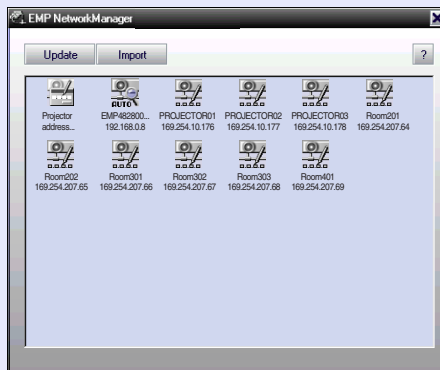 EMP NetworkManager
Update
Import
?
Projector address...
EMP482800... 192.168.0.8
PROJECTOR01 169.254.10.176
PROJECTOR02 169.254.10.177
PROJECTOR03 169.254.10.178
Room201 169.254.207.64
Room202 169.254.207.65
Room301 169.254.207.66
Room302 169.254.207.67
Room303 169.254.207.68
Room401 169.254.207.69
AUTO